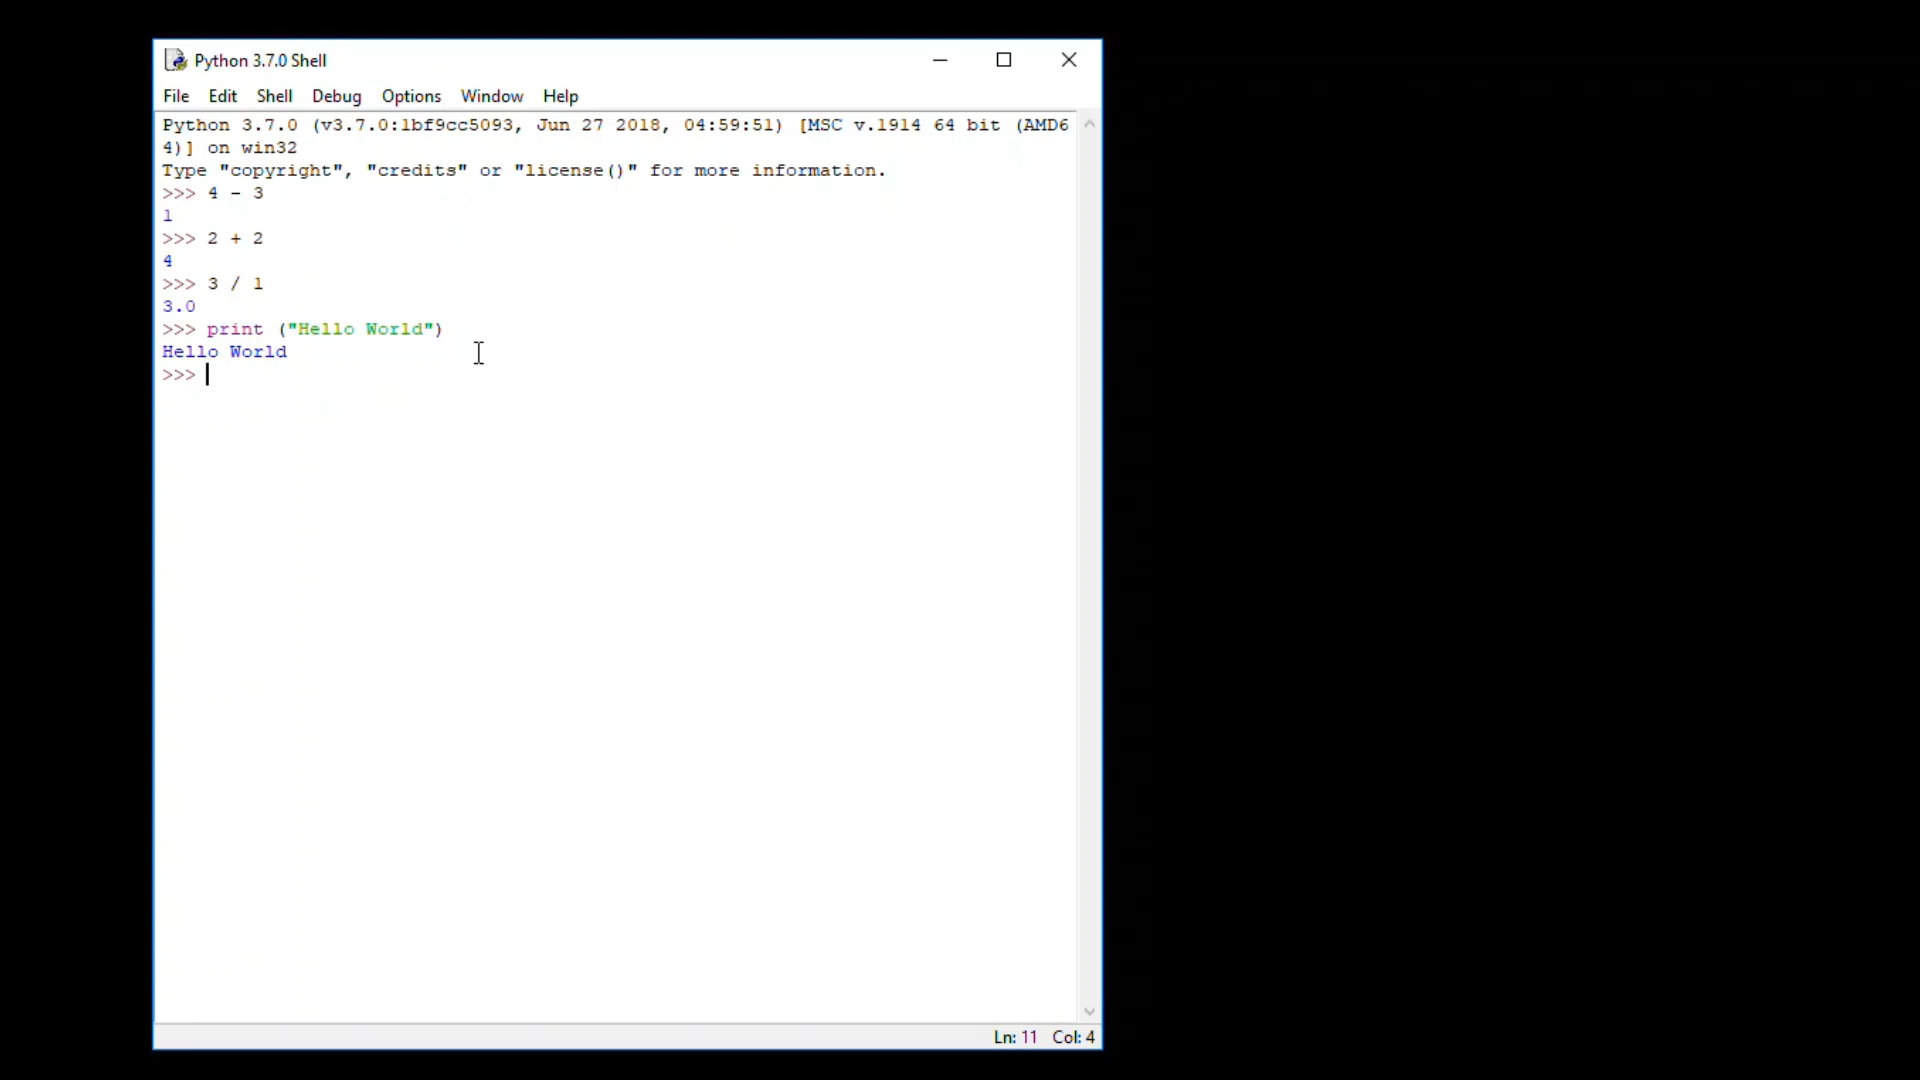 Python 3.7.0 Shell
File Edit Shell Debug Options Window Help
Python 3.7.0 (v3.7.0:1bf9cc5093, Jun 27 2018, 04:59:51) [MSC v.1914 64 bit (AMD6
4)] on win32
Type "copyright", "credits" or "license()" for more information.
>>> 4 - 3
1
>>> 2 + 2
4
>>> 3 / 1
3.0
>>> print ("Hello World")
Hello World
>>>
Ln: 11 Col: 4